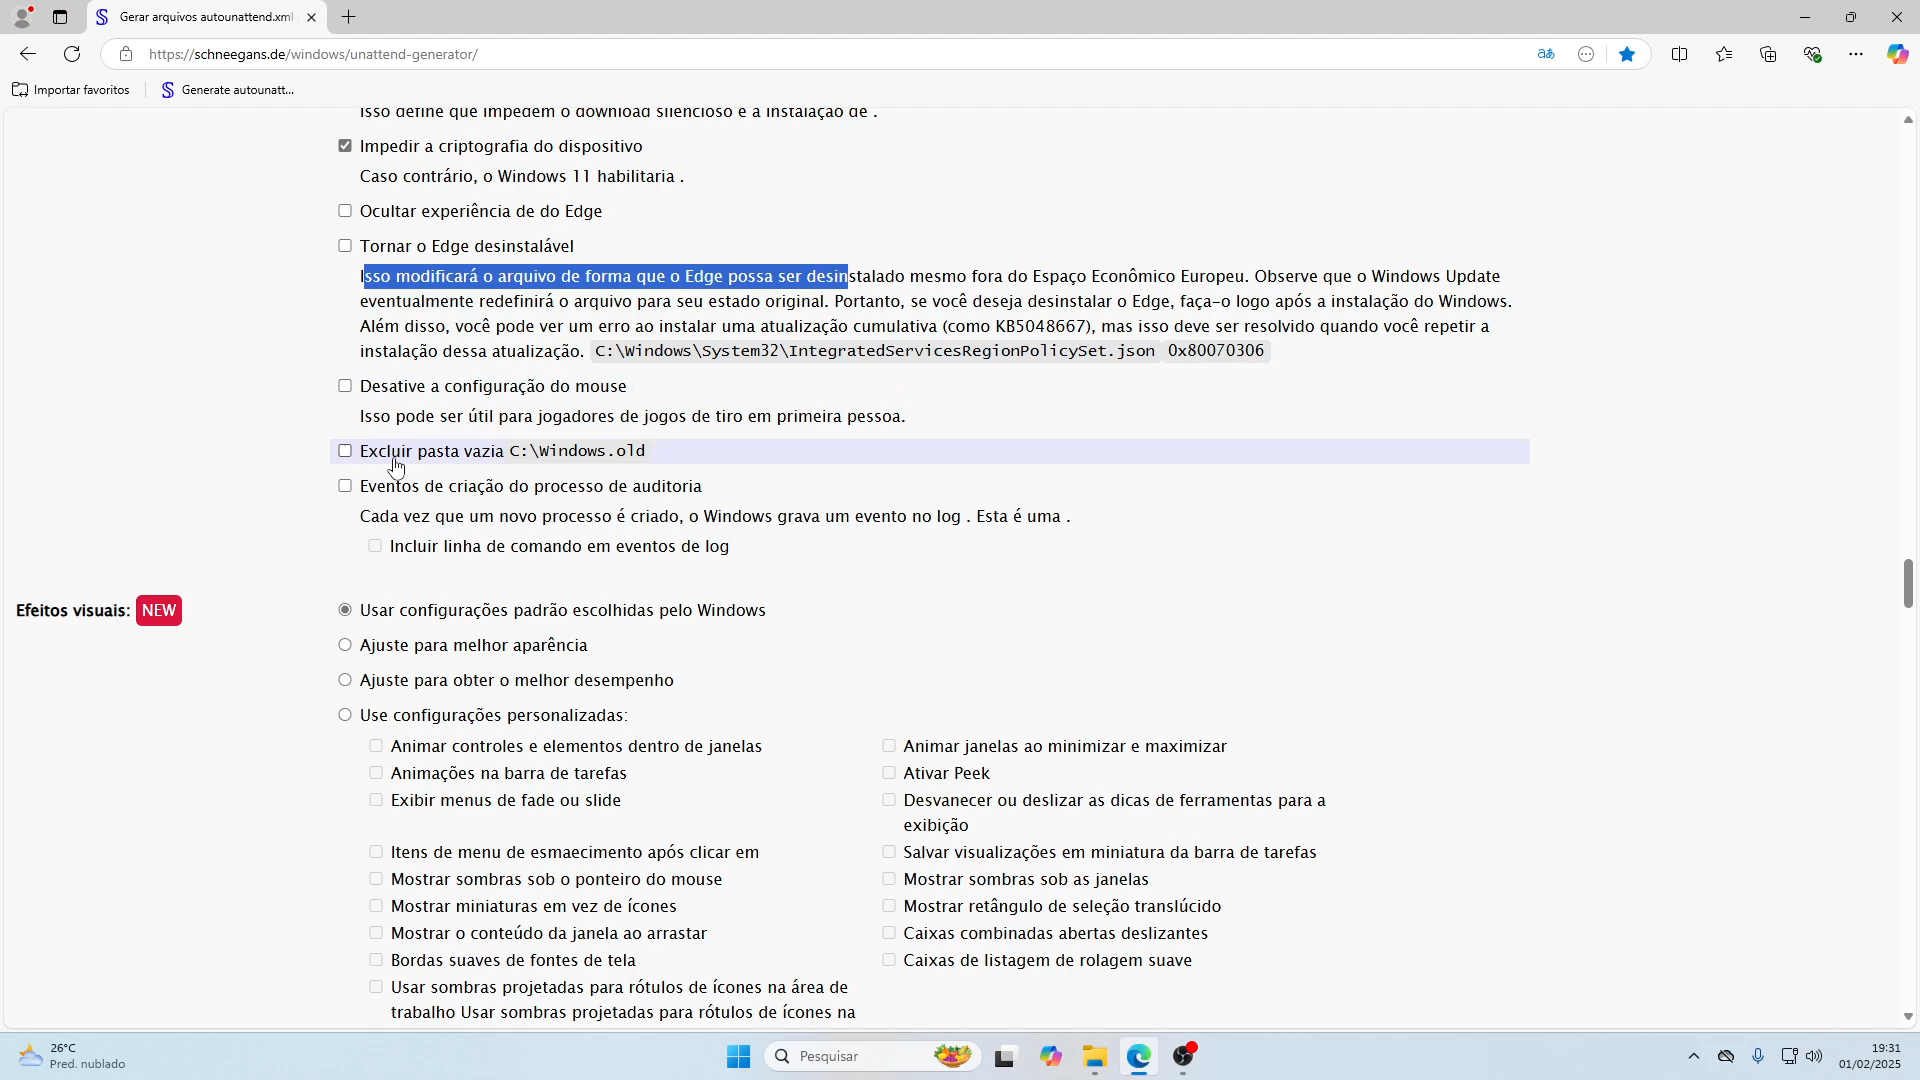 Gerar arquivos autounattend.xml
https://schneegans.de/windows/unattend-generator/
Importar favoritos
Generate autounatt...
Isso define que impedem o download silencioso e a instalação de .
Impedir a criptografia do dispositivo
Caso contrário, o Windows 11 habilitaria .
Ocultar experiência de do Edge
Tornar o Edge desinstalável
Isso modificará o arquivo de forma que o Edge possa ser desinstalado mesmo fora do Espaço Econômico Europeu. Observe que o Windows Update
eventualmente redefinirá o arquivo para seu estado original. Portanto, se você deseja desinstalar o Edge, faça-o logo após a instalação do Windows.
Além disso, você pode ver um erro ao instalar uma atualização cumulativa (como KB5048667), mas isso deve ser resolvido quando você repetir a
instalação dessa atualização. C:\Windows\System32\IntegratedServicesRegionPolicySet.json 0x80070306
Desative a configuração do mouse
Isso pode ser útil para jogadores de jogos de tiro em primeira pessoa.
Excluir pasta vazia C:\Windows.old
Eventos de criação do processo de auditoria
Cada vez que um novo processo é criado, o Windows grava um evento no log . Esta é uma .
Incluir linha de comando em eventos de log
Efeitos visuais: NEW
Usar configurações padrão escolhidas pelo Windows
Ajuste para melhor aparência
Ajuste para obter o melhor desempenho
Use configurações personalizadas:
Animar controles e elementos dentro de janelas
Animar janelas ao minimizar e maximizar
Animações na barra de tarefas
Ativar Peek
Exibir menus de fade ou slide
Desvanecer ou deslizar as dicas de ferramentas para a
exibição
Itens de menu de esmaecimento após clicar em
Salvar visualizações em miniatura da barra de tarefas
Mostrar sombras sob o ponteiro do mouse
Mostrar sombras sob as janelas
Mostrar miniaturas em vez de ícones
Mostrar retângulo de seleção translúcido
Mostrar o conteúdo da janela ao arrastar
Caixas combinadas abertas deslizantes
Bordas suaves de fontes de tela
Caixas de listagem de rolagem suave
Usar sombras projetadas para rótulos de ícones na área de
trabalho Usar sombras projetadas para rótulos de ícones na
26°C
Pred. nublado
Pesquisar
19:31
01/02/2025